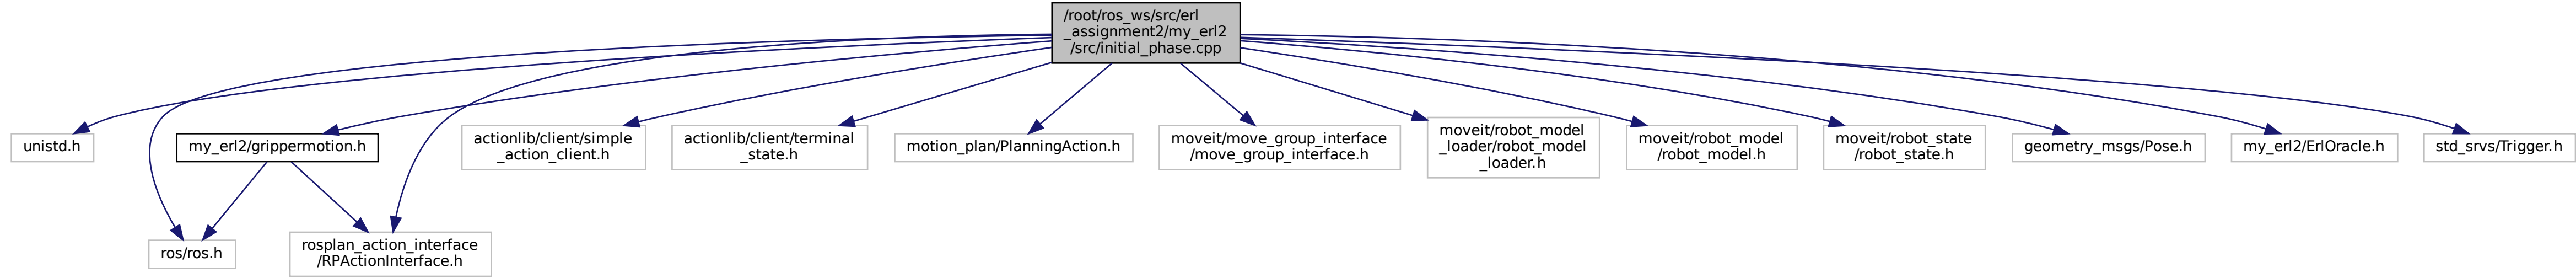 /root/ros_ws/src/erl
_assignment2/my_erl2
/src/initial_phase.cpp
unistd.h
my_erl2/grippermotion.h
actionlib/client/simple
_action_client.h
actionlib/client/terminal
_state.h
motion_plan/PlanningAction.h
moveit/move_group_interface
/move_group_interface.h
moveit/robot_model
_loader/robot_model
_loader.h
moveit/robot_model
/robot_model.h
moveit/robot_state
/robot_state.h
geometry_msgs/Pose.h
my_erl2/ErlOracle.h
std_srvs/Trigger.h
ros/ros.h
rosplan_action_interface
/RPActionInterface.h